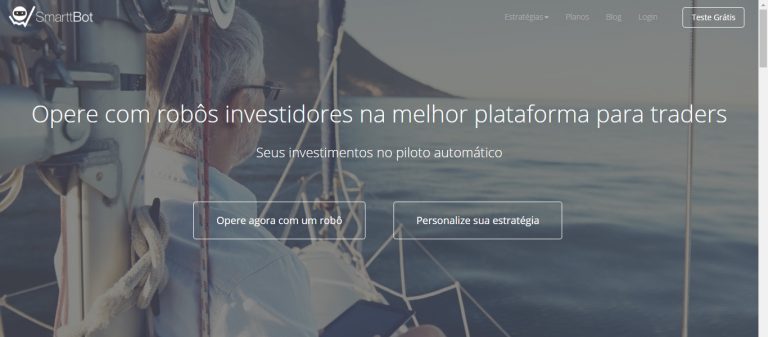 SmarttBot
Estratégias
Planos
Blog
Login
Teste Grátis
Opere com robôs investidores na melhor plataforma para traders
Seus investimentos no piloto automático
Opere agora com um robô
Personalize sua estratégia